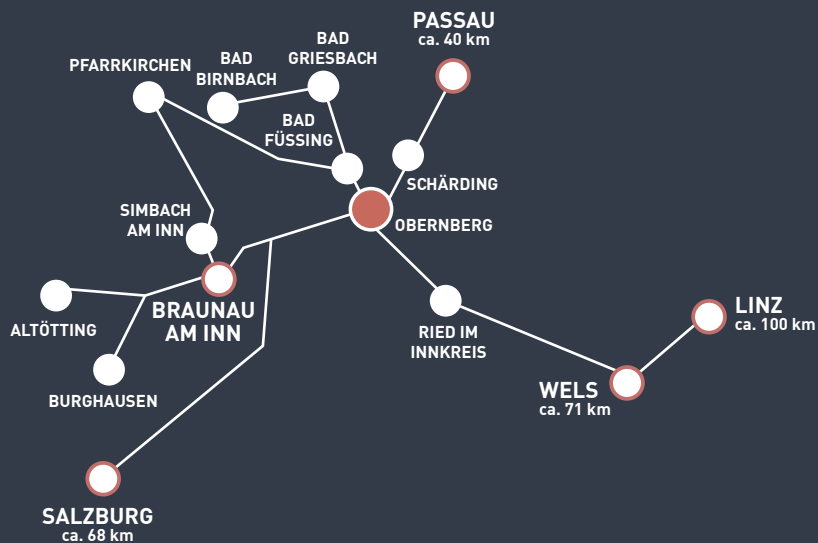 PASSAU
ca. 40 km
BAD
GRIESBACH
BAD
BIRNBACH
PFARRKIRCHEN
BAD
FÜSSING
SCHÄRDING
SIMBACH
AM INN
OBERNBERG
ALTÖTTING
BRAUNAU
AM INN
RIED IM
INNKREIS
LINZ
ca. 100 km
BURGHAUSEN
WELS
ca. 71 km
SALZBURG
ca. 68 km